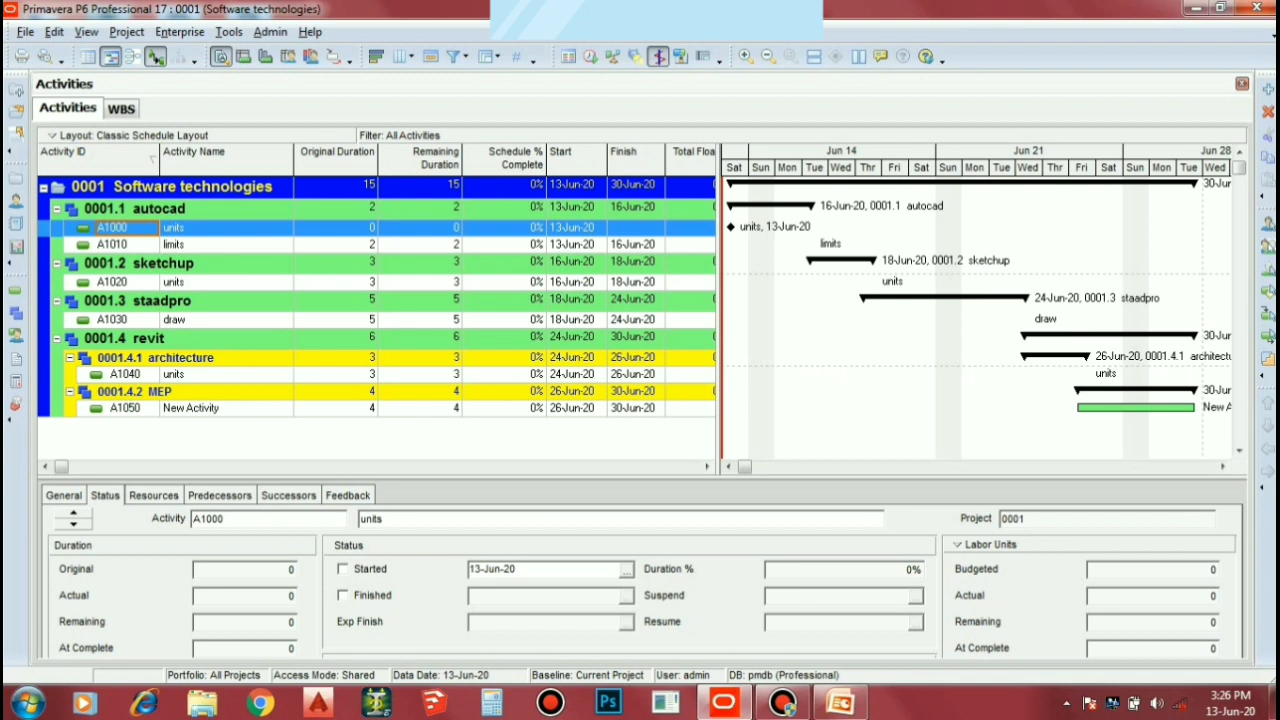 Primavera P6 Professional 17 : 0001 (Software technologies)
File Edit View Project Enterprise Tools Admin Help
Activities
Activities WBS
Layout: Classic Schedule Layout Filter: All Activities
Activity ID Activity Name Original Duration Remaining Duration Schedule % Complete Start Finish Total Floa
Jun 14 Jun 21 Jun 28
Sat Sun Mon Tue Wed Thr Fri Sat Sun Mon Tue Wed Thr Fri Sat Sun Mon Tue Wed
0001 Software technologies 15 15 0% 13-Jun-20 30-Jun-20 30-Jun
0001.1 autocad 2 2 0% 13-Jun-20 16-Jun-20 16-Jun-20, 0001.1 autocad
A1000 units 0 0 0% 13-Jun-20 units, 13-Jun-20
A1010 limits 2 2 0% 13-Jun-20 16-Jun-20 limits
0001.2 sketchup 3 3 0% 16-Jun-20 18-Jun-20 18-Jun-20, 0001.2 sketchup
A1020 units 3 3 0% 16-Jun-20 18-Jun-20 units
0001.3 staadpro 5 5 0% 18-Jun-20 24-Jun-20 24-Jun-20, 0001.3 staadpro
A1030 draw 5 5 0% 18-Jun-20 24-Jun-20 draw
0001.4 revit 6 6 0% 24-Jun-20 30-Jun-20 30-Jur
0001.4.1 architecture 3 3 0% 24-Jun-20 26-Jun-20 26-Jun-20, 0001.4.1 architectu
A1040 units 3 3 0% 24-Jun-20 26-Jun-20 units
0001.4.2 MEP 4 4 0% 26-Jun-20 30-Jun-20 30-Jur
A1050 New Activity 4 4 0% 26-Jun-20 30-Jun-20 New A
General Status Resources Predecessors Successors Feedback
Activity A1000 units Project 0001
Duration Status Labor Units
Original 0 Started 13-Jun-20 ... Duration % 0% Budgeted 0
Actual 0 Finished Suspend Actual 0
Remaining 0 Exp Finish Resume Remaining 0
At Complete 0 At Complete 0
Portfolio: All Projects Access Mode: Shared Data Date: 13-Jun-20 Baseline: Current Project User: admin DB: pmdb (Professional)
Ps
3:26 PM
13-Jun-20